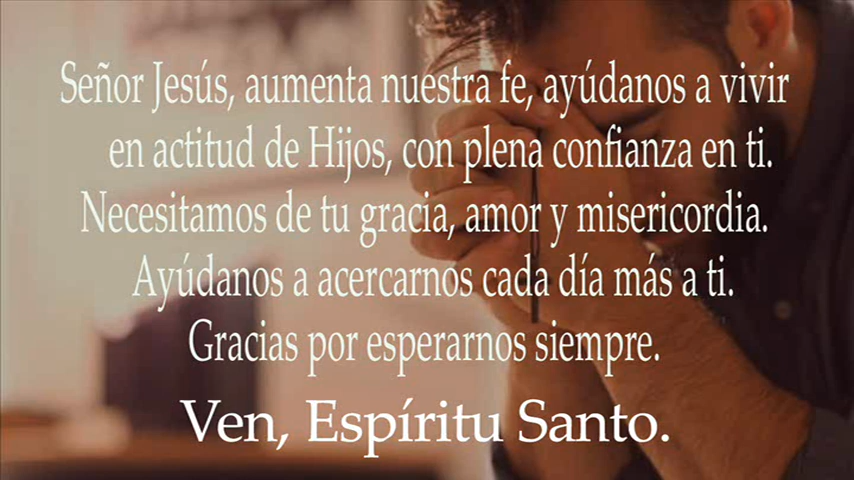 Señor Jesús, aumenta nuestra fe, ayúdanos a vivir
en actitud de Hijos, con plena confianza en ti.
Necesitamos de tu gracia, amor y misericordia.
Ayúdanos a acercarnos cada día más a ti.
Gracias por esperarnos siempre.
Ven, Espíritu Santo.